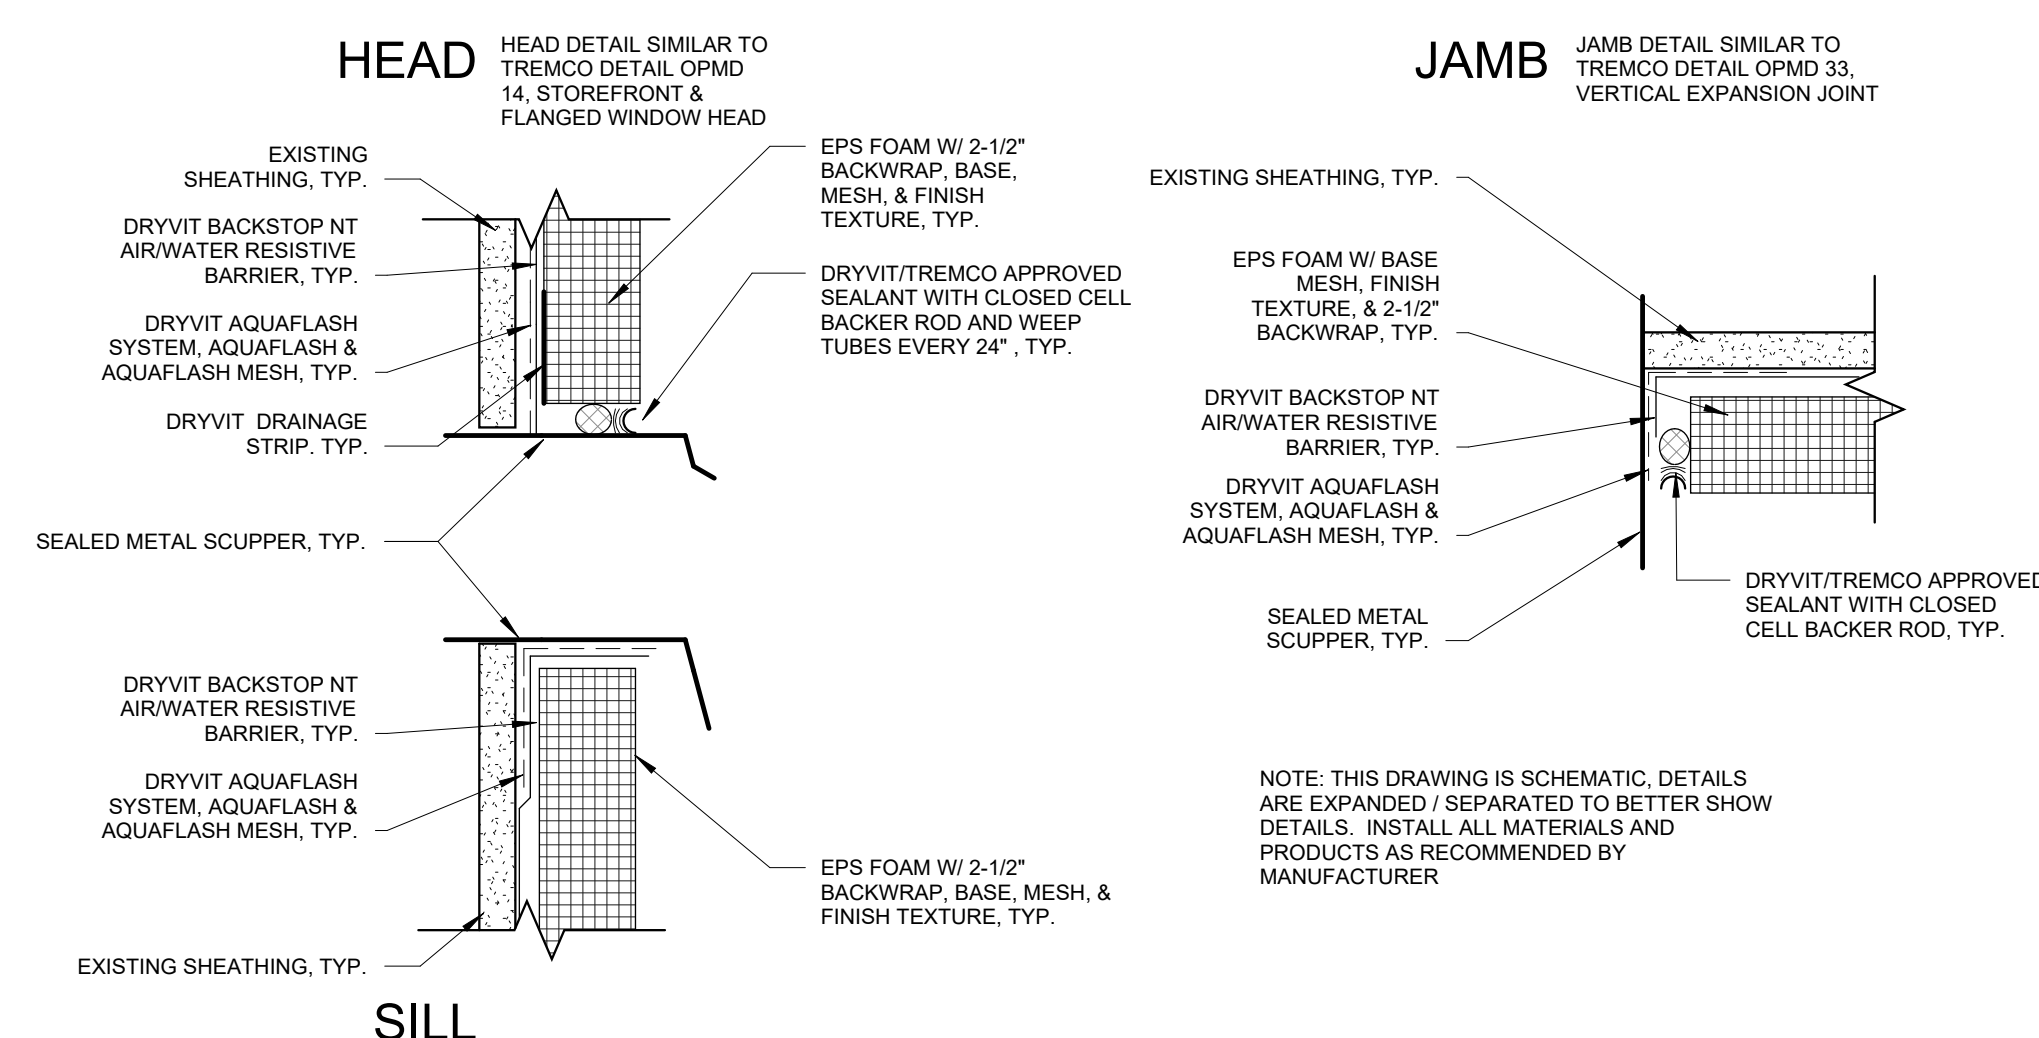 HEAD
HEAD DETAIL SIMILAR TO
TREMCO DETAIL OPMD
14, STOREFRONT &
FLANGED WINDOW HEAD
EXISTING
SHEATHING, TYP.
DRYVIT BACKSTOP NT
AIR/WATER RESISTIVE
BARRIER, TYP.
DRYVIT AQUAFLASH
SYSTEM, AQUAFLASH &
AQUAFLASH MESH, TYP.
DRYVIT DRAINAGE
STRIP. TYP.
SEALED METAL SCUPPER, TYP.
EPS FOAM W/ 2-1/2"
BACKWRAP, BASE,
MESH, & FINISH
TEXTURE, TYP.
DRYVIT/TREMCO APPROVED
SEALANT WITH CLOSED CELL
BACKER ROD AND WEEP
TUBES EVERY 24" , TYP.
DRYVIT BACKSTOP NT
AIR/WATER RESISTIVE
BARRIER, TYP.
DRYVIT AQUAFLASH
SYSTEM, AQUAFLASH &
AQUAFLASH MESH, TYP.
EXISTING SHEATHING, TYP.
EPS FOAM W/ 2-1/2"
BACKWRAP, BASE, MESH, &
FINISH TEXTURE, TYP.
SILL
JAMB
JAMB DETAIL SIMILAR TO
TREMCO DETAIL OPMD 33,
VERTICAL EXPANSION JOINT
EXISTING SHEATHING, TYP.
EPS FOAM W/ BASE
MESH, FINISH
TEXTURE, & 2-1/2"
BACKWRAP, TYP.
DRYVIT BACKSTOP NT
AIR/WATER RESISTIVE
BARRIER, TYP.
DRYVIT AQUAFLASH
SYSTEM, AQUAFLASH &
AQUAFLASH MESH, TYP.
SEALED METAL
SCUPPER, TYP.
DRYVIT/TREMCO APPROVED
SEALANT WITH CLOSED
CELL BACKER ROD, TYP.
NOTE: THIS DRAWING IS SCHEMATIC, DETAILS
ARE EXPANDED / SEPARATED TO BETTER SHOW
DETAILS. INSTALL ALL MATERIALS AND
PRODUCTS AS RECOMMENDED BY
MANUFACTURER